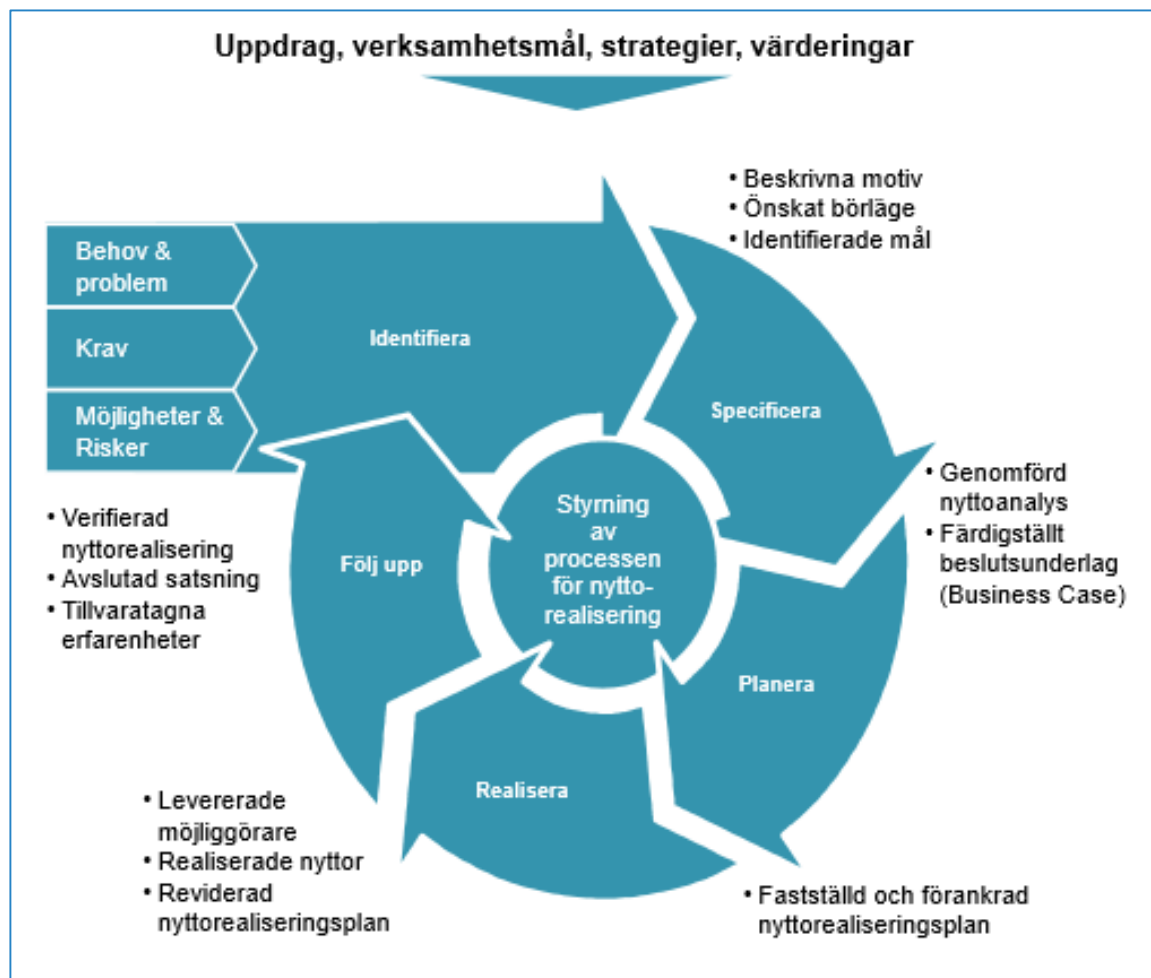 Uppdrag, verksamhetsmål, strategier, värderingar
Behov &
problem
Krav
Möjligheter &
Risker
Identifiera
• Beskrivna motiv
• Önskat börläge
• Identifierade mål
Specificera
• Genomförd
nyttoanalys
• Färdigställt
beslutsunderlag
(Business Case)
Planera
• Fastställd och förankrad
nyttorealiseringsplan
Realisera
• Levererade
möjliggörare
• Realiserade nyttor
• Reviderad
nyttorealiseringsplan
Följ upp
• Verifierad
nyttorealisering
• Avslutad satsning
• Tillvaratagna
erfarenheter
Styrning
av
processen
för nytto-
realisering